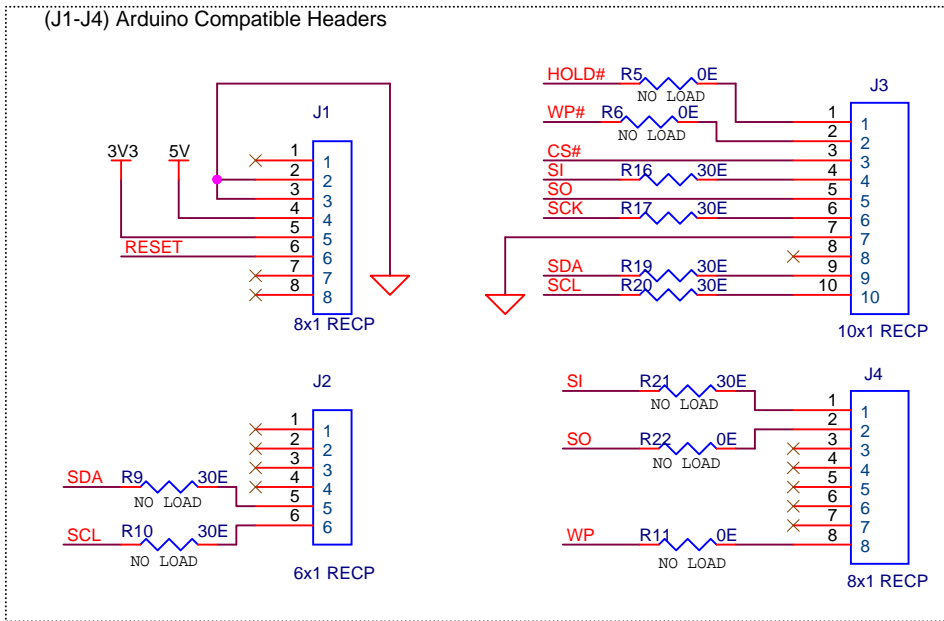 (J1-J4) Arduino Compatible Headers
J1
3V3 5V
RESET
1 1
2 2
3 3
4 4
5 5
6 6
7 7
8 8
8x1 RECP
J3
HOLD# R5 0E
NO LOAD
WP# R6 0E
NO LOAD
CS#
SI R16 30E
SO
SCK R17 30E
SDA R19 30E
SCL R20 30E
1 1
2 2
3 3
4 4
5 5
6 6
7 7
8 8
9 9
10 10
10x1 RECP
J2
SDA R9 30E
NO LOAD
SCL R10 30E
NO LOAD
1 1
2 2
3 3
4 4
5 5
6 6
6x1 RECP
J4
SI R21 30E
NO LOAD
SO R22 0E
NO LOAD
WP R11 0E
NO LOAD
1 1
2 2
3 3
4 4
5 5
6 6
7 7
8 8
8x1 RECP